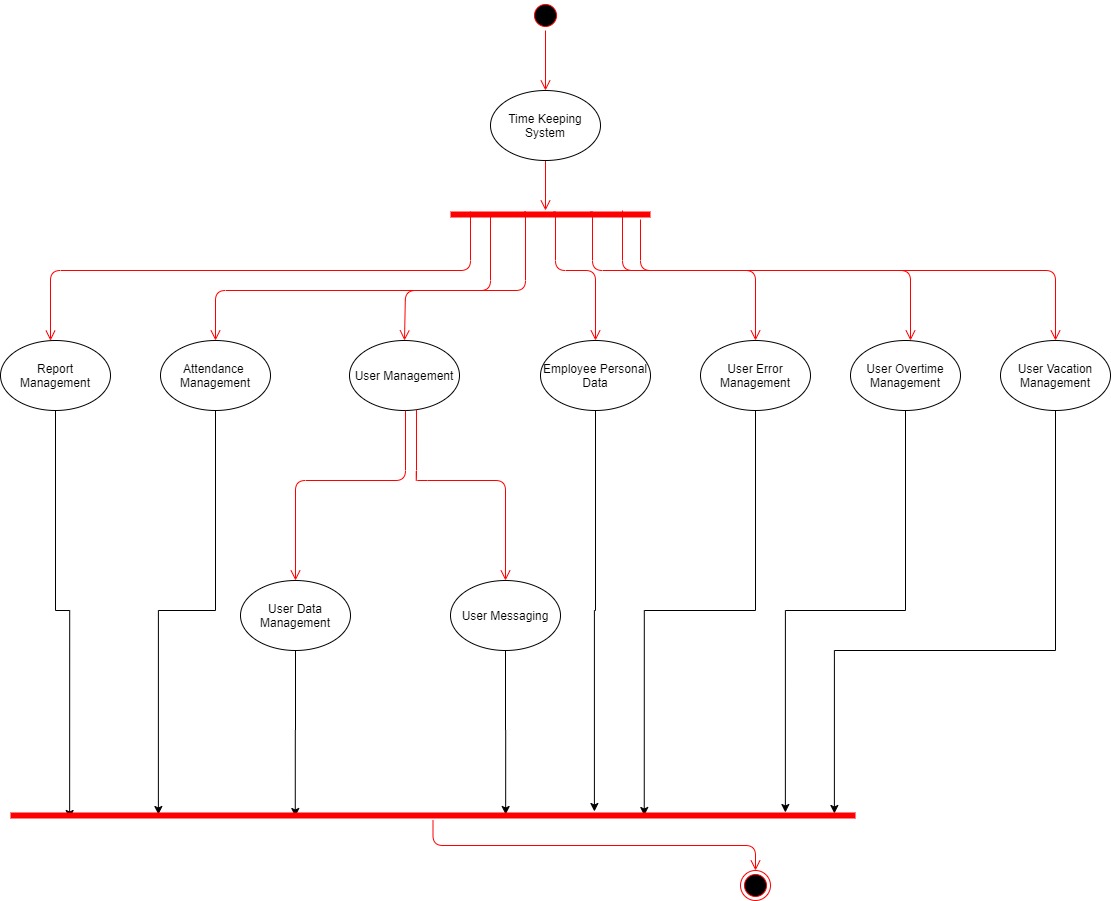 Time Keeping
System
Report
Management
Attendance
Management
User Management
Employee Personal
Data
User Error
Management
User Overtime
Management
User Vacation
Management
User Data
Management
User Messaging